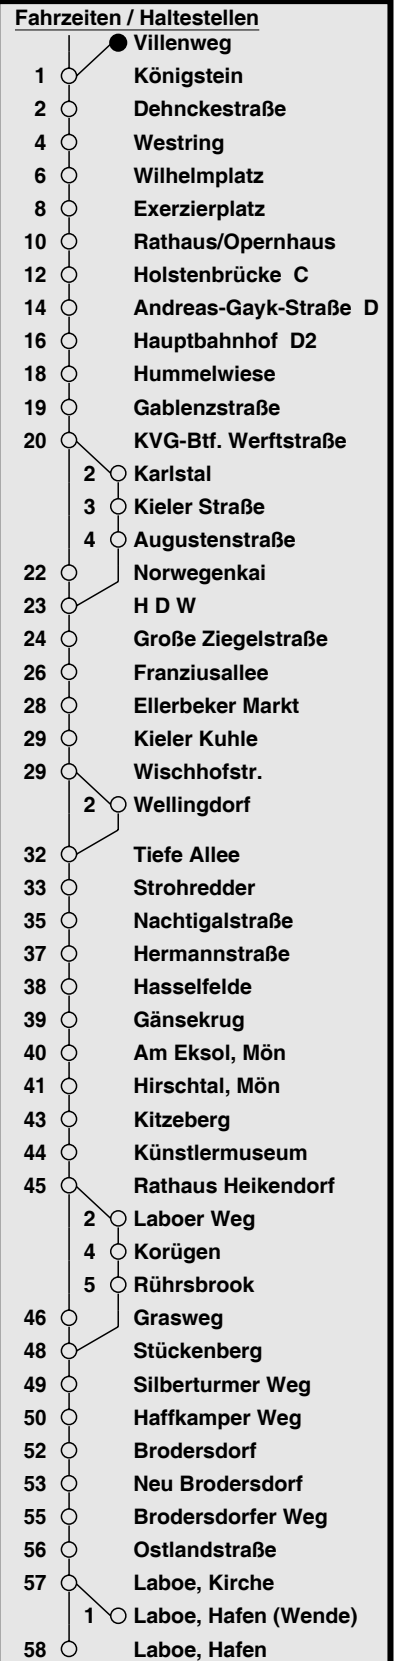 Fahrzeiten / Haltestellen
Villenweg
1 Königstein
2 Dehnckestraße
4 Westring
6 Wilhelmplatz
8 Exerzierplatz
10 Rathaus/Opernhaus
12 Holstenbrücke C
14 Andreas-Gayk-Straße D
16 Hauptbahnhof D2
18 Hummelwiese
19 Gablenzstraße
20 KVG-Btf. Werftstraße
2 Karlstal
3 Kieler Straße
4 Augustenstraße
22 Norwegenkai
23 H D W
24 Große Ziegelstraße
26 Franziusallee
28 Ellerbeker Markt
29 Kieler Kuhle
29 Wischhofstr.
2 Wellingdorf
32 Tiefe Allee
33 Strohredder
35 Nachtigalstraße
37 Hermannstraße
38 Hasselfelde
39 Gänsekrug
40 Am Eksol, Mön
41 Hirschtal, Mön
43 Kitzeberg
44 Künstlermuseum
45 Rathaus Heikendorf
2 Laboer Weg
4 Korügen
5 Rührsbrook
46 Grasweg
48 Stückenberg
49 Silberturmer Weg
50 Haffkamper Weg
52 Brodersdorf
53 Neu Brodersdorf
55 Brodersdorfer Weg
56 Ostlandstraße
57 Laboe, Kirche
1 Laboe, Hafen (Wende)
58 Laboe, Hafen